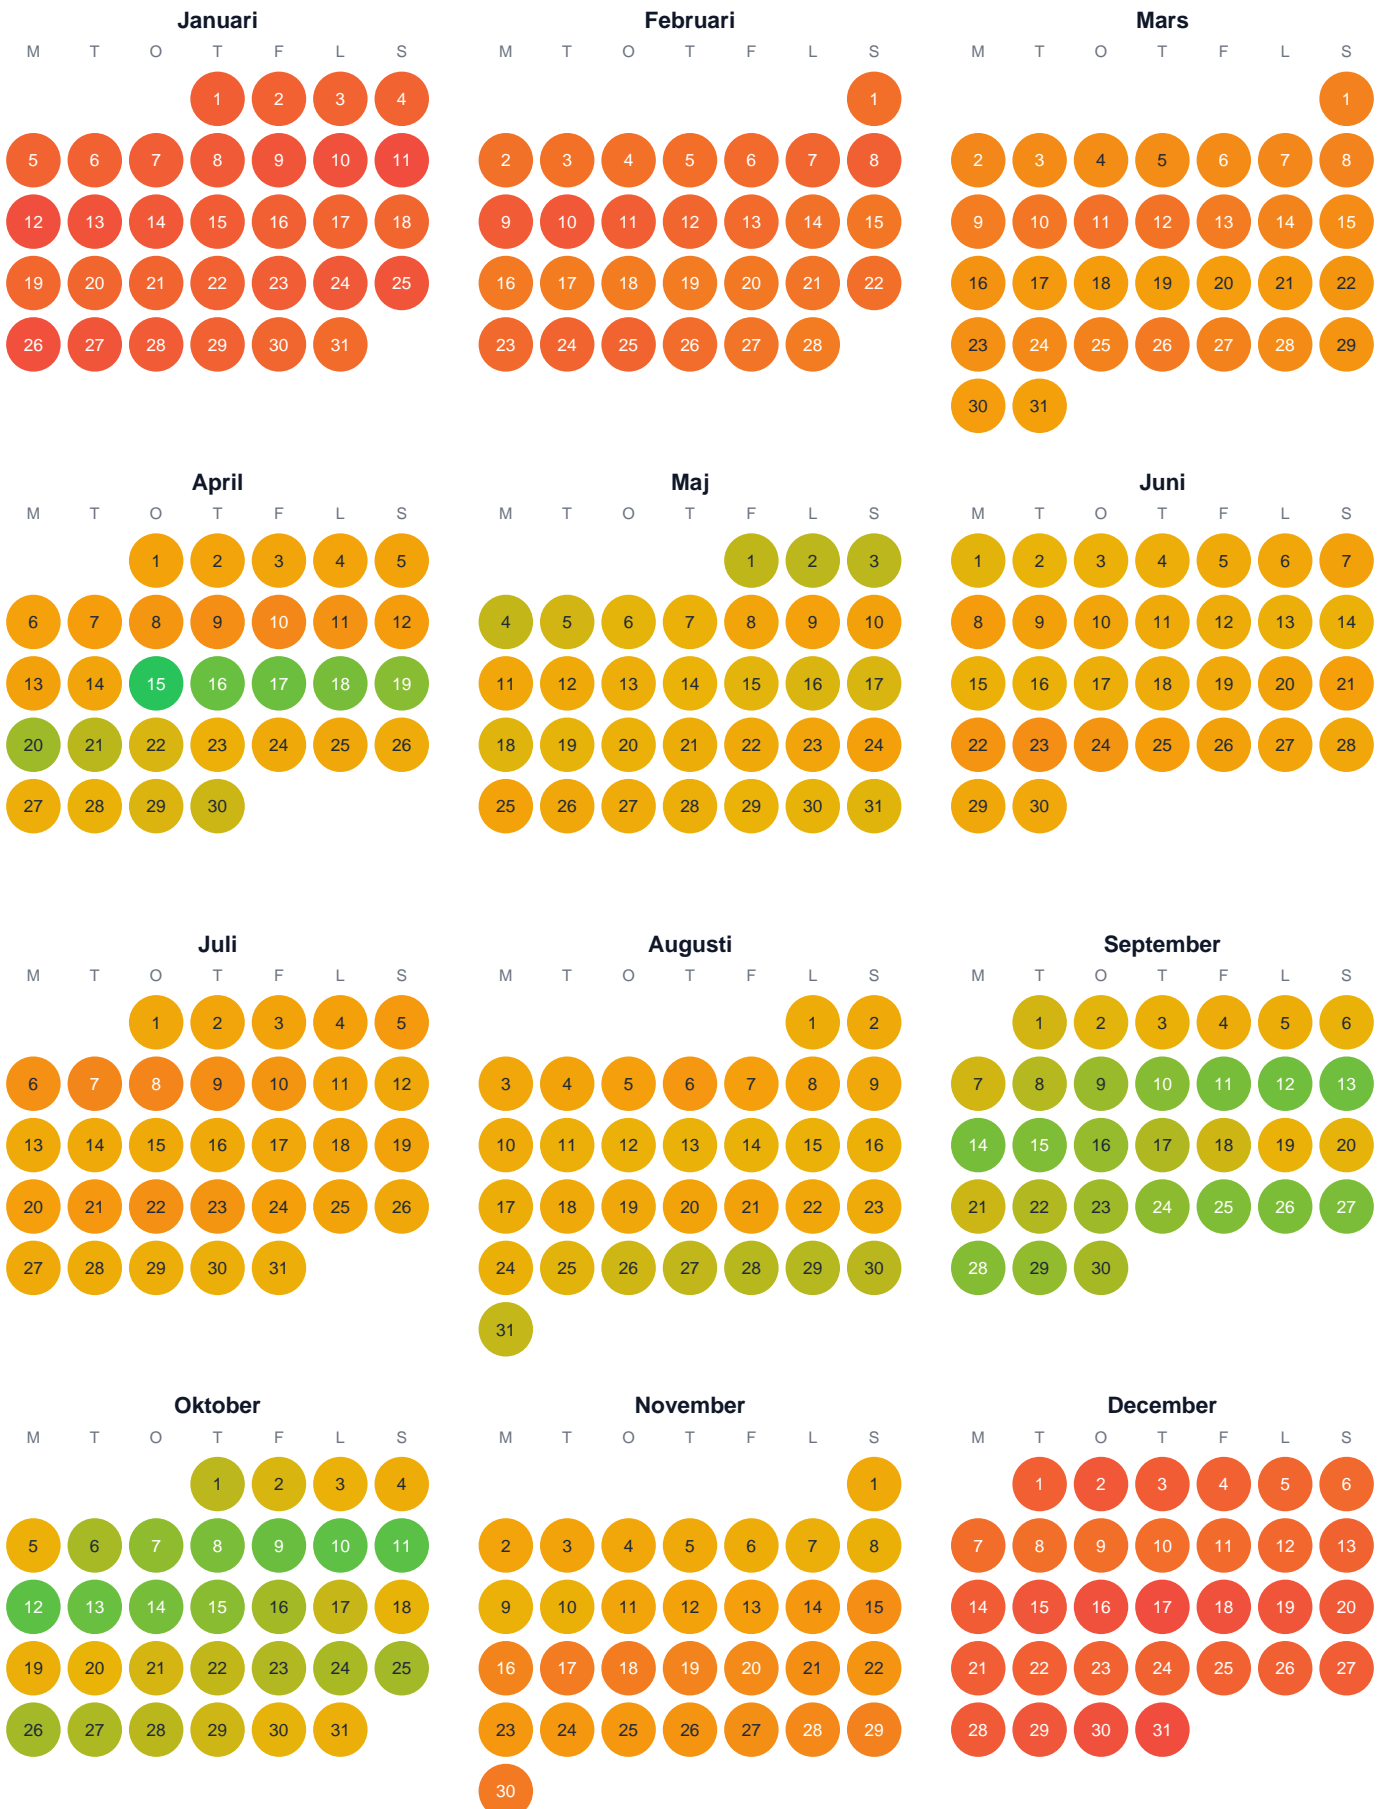 Januari
M T O T F L S
1 2 3 4
5 6 7 8 9 10 11
12 13 14 15 16 17 18
19 20 21 22 23 24 25
26 27 28 29 30 31
Februari
M T O T F L S
1
2 3 4 5 6 7 8
9 10 11 12 13 14 15
16 17 18 19 20 21 22
23 24 25 26 27 28
Mars
M T O T F L S
1
2 3 4 5 6 7 8
9 10 11 12 13 14 15
16 17 18 19 20 21 22
23 24 25 26 27 28 29
30 31
April
M T O T F L S
1 2 3 4 5
6 7 8 9 10 11 12
13 14 15 16 17 18 19
20 21 22 23 24 25 26
27 28 29 30
Maj
M T O T F L S
1 2 3
4 5 6 7 8 9 10
11 12 13 14 15 16 17
18 19 20 21 22 23 24
25 26 27 28 29 30 31
Juni
M T O T F L S
1 2 3 4 5 6 7
8 9 10 11 12 13 14
15 16 17 18 19 20 21
22 23 24 25 26 27 28
29 30
Juli
M T O T F L S
1 2 3 4 5
6 7 8 9 10 11 12
13 14 15 16 17 18 19
20 21 22 23 24 25 26
27 28 29 30 31
Augusti
M T O T F L S
1 2
3 4 5 6 7 8 9
10 11 12 13 14 15 16
17 18 19 20 21 22 23
24 25 26 27 28 29 30
31
September
M T O T F L S
1 2 3 4 5 6
7 8 9 10 11 12 13
14 15 16 17 18 19 20
21 22 23 24 25 26 27
28 29 30
Oktober
M T O T F L S
1 2 3 4
5 6 7 8 9 10 11
12 13 14 15 16 17 18
19 20 21 22 23 24 25
26 27 28 29 30 31
November
M T O T F L S
1
2 3 4 5 6 7 8
9 10 11 12 13 14 15
16 17 18 19 20 21 22
23 24 25 26 27 28 29
30
December
M T O T F L S
1 2 3 4 5 6
7 8 9 10 11 12 13
14 15 16 17 18 19 20
21 22 23 24 25 26 27
28 29 30 31